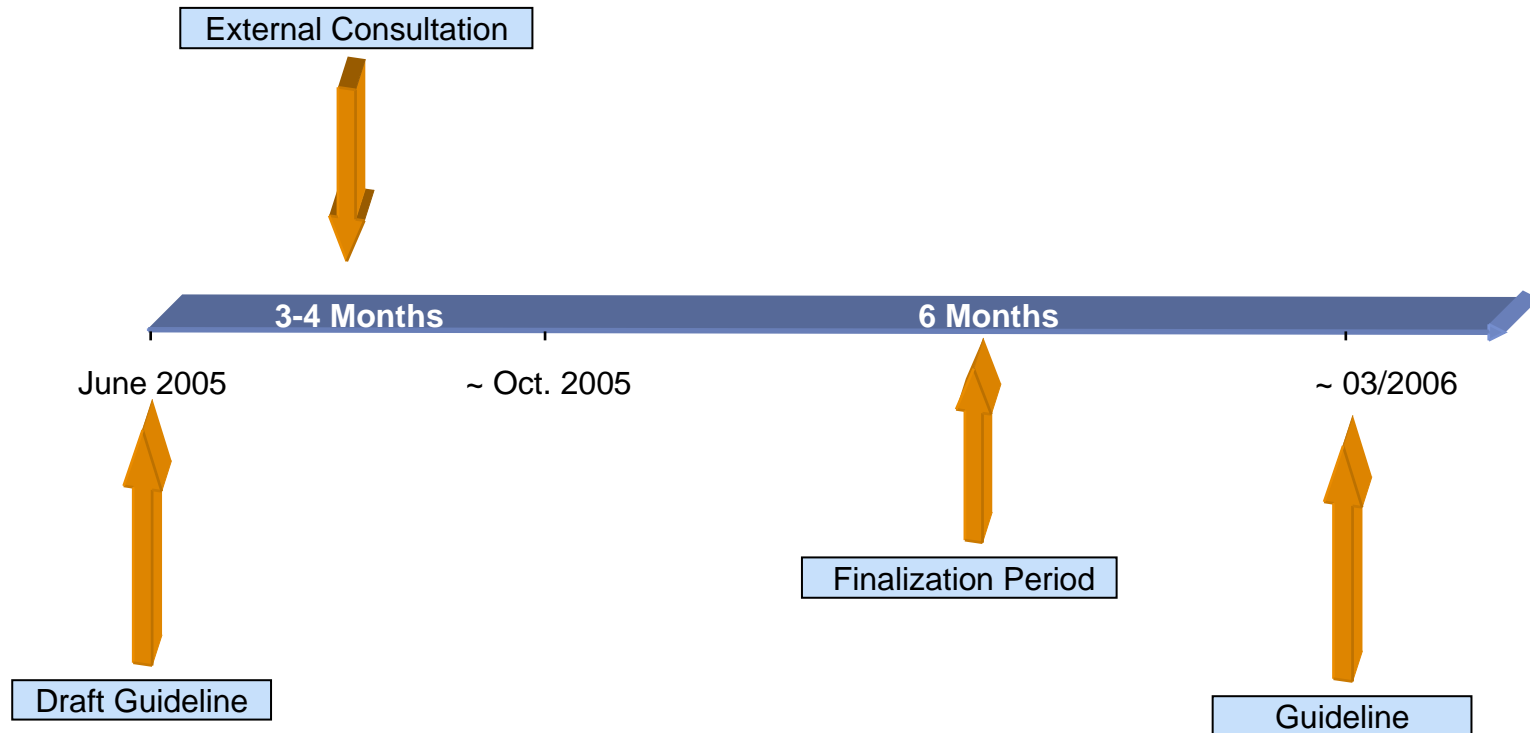 External Consultation
3-4 Months
6 Months
June 2005
~ Oct. 2005
~ 03/2006
Finalization Period
Draft Guideline
Guideline